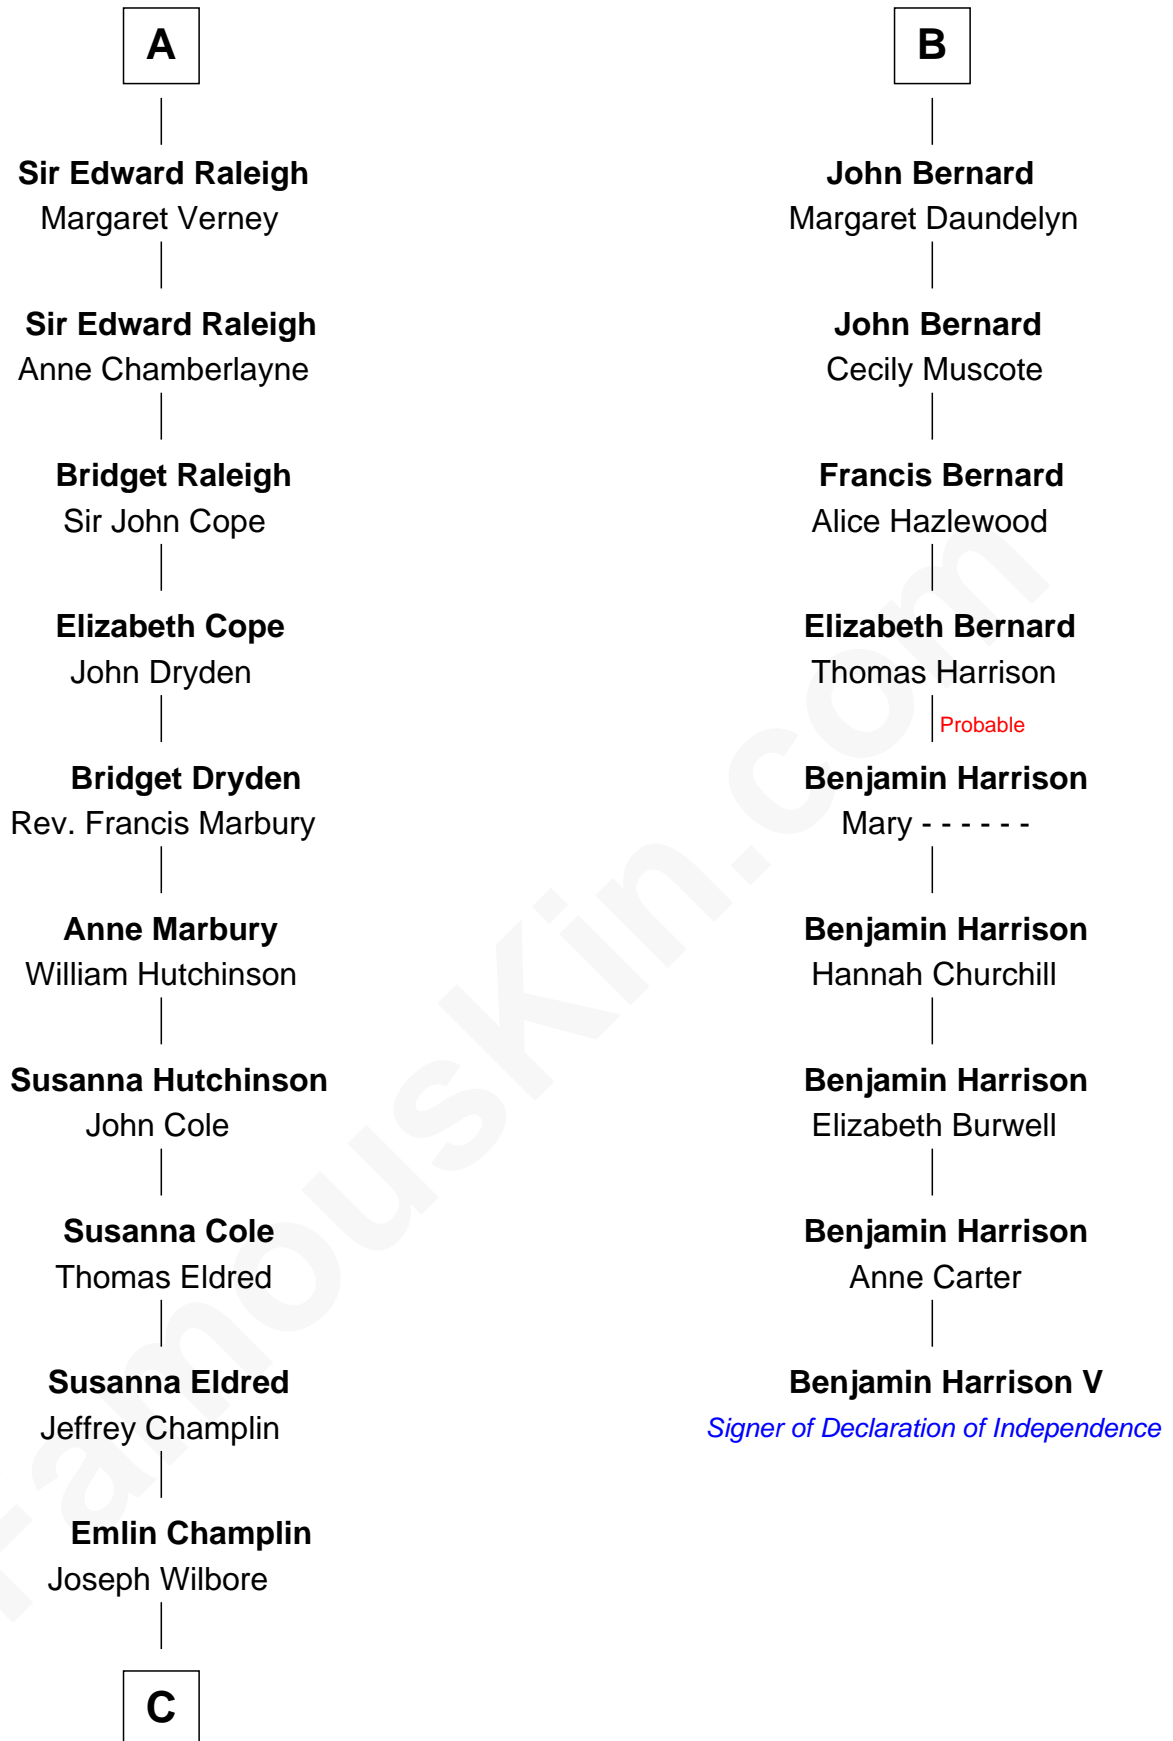 A
Sir Edward Raleigh
Margaret Verney
Sir Edward Raleigh
Anne Chamberlayne
Bridget Raleigh
Sir John Cope
Elizabeth Cope
John Dryden
Bridget Dryden
Rev. Francis Marbury
Anne Marbury
William Hutchinson
Susanna Hutchinson
John Cole
Susanna Cole
Thomas Eldred
Susanna Eldred
Jeffrey Champlin
Emlin Champlin
Joseph Wilbore
C
B
John Bernard
Margaret Daundelyn
John Bernard
Cecily Muscote
Francis Bernard
Alice Hazlewood
Elizabeth Bernard
Thomas Harrison
Probable
Benjamin Harrison
Mary - - - - - -
Benjamin Harrison
Hannah Churchill
Benjamin Harrison
Elizabeth Burwell
Benjamin Harrison
Anne Carter
Benjamin Harrison V
Signer of Declaration of Independence
FamousKin.com